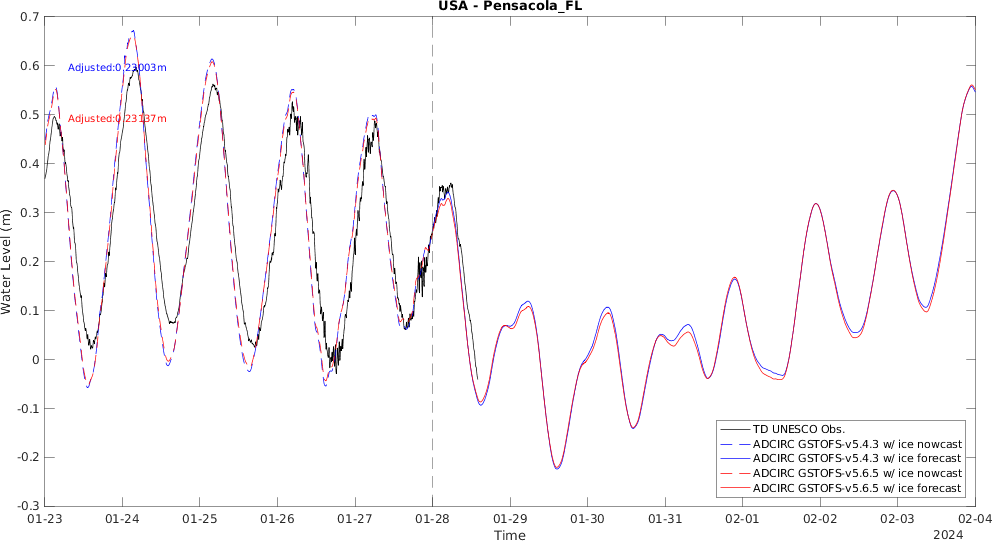 USA - Pensacola_FL
0.7
0.6
0.5
0.4
0.3
0.2
0.1
0
-0.1
-0.2
-0.3
Water Level (m)
Adjusted:0.23003m
Adjusted:0.23137m
TD UNESCO Obs.
ADCIRC GSTOFS-v5.4.3 w/ ice nowcast
ADCIRC GSTOFS-v5.4.3 w/ ice forecast
ADCIRC GSTOFS-v5.6.5 w/ ice nowcast
ADCIRC GSTOFS-v5.6.5 w/ ice forecast
01-23 01-24 01-25 01-26 01-27 01-28 01-29 01-30 01-31 02-01 02-02 02-03 02-04
Time
2024